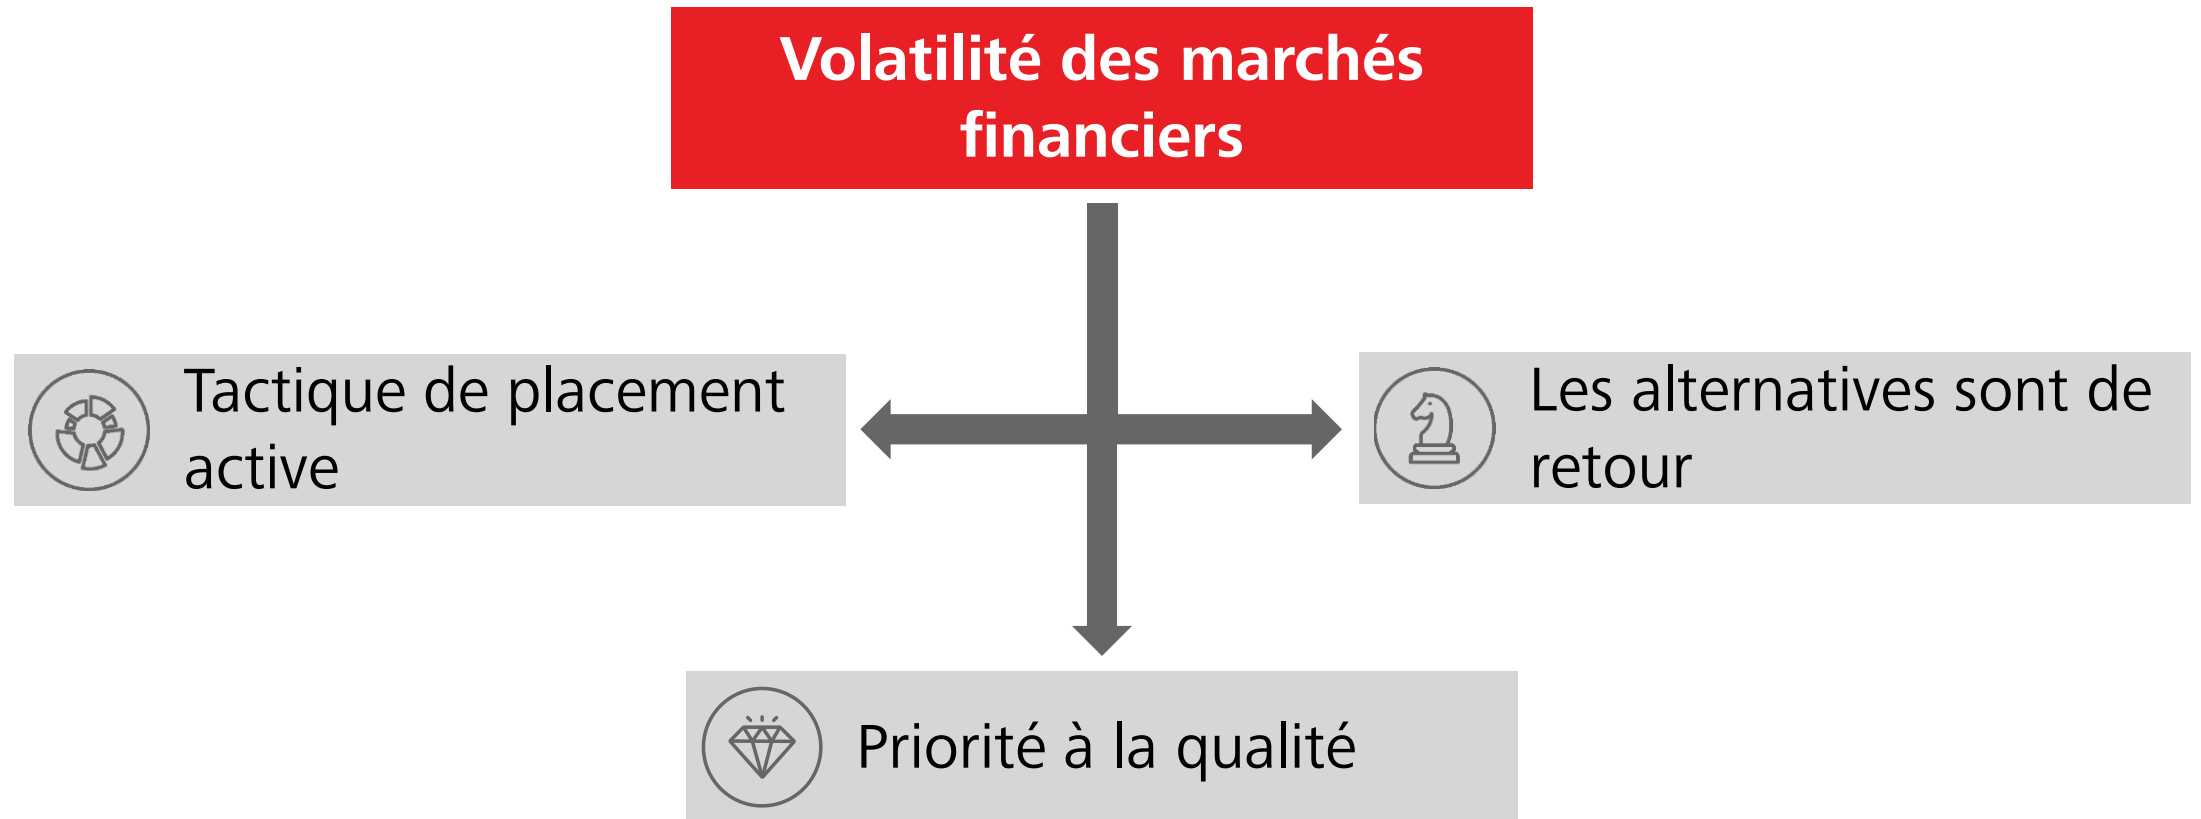 Volatilité des marchés
financiers
Tactique de placement
active
Les alternatives sont de
retour
Priorité à la qualité